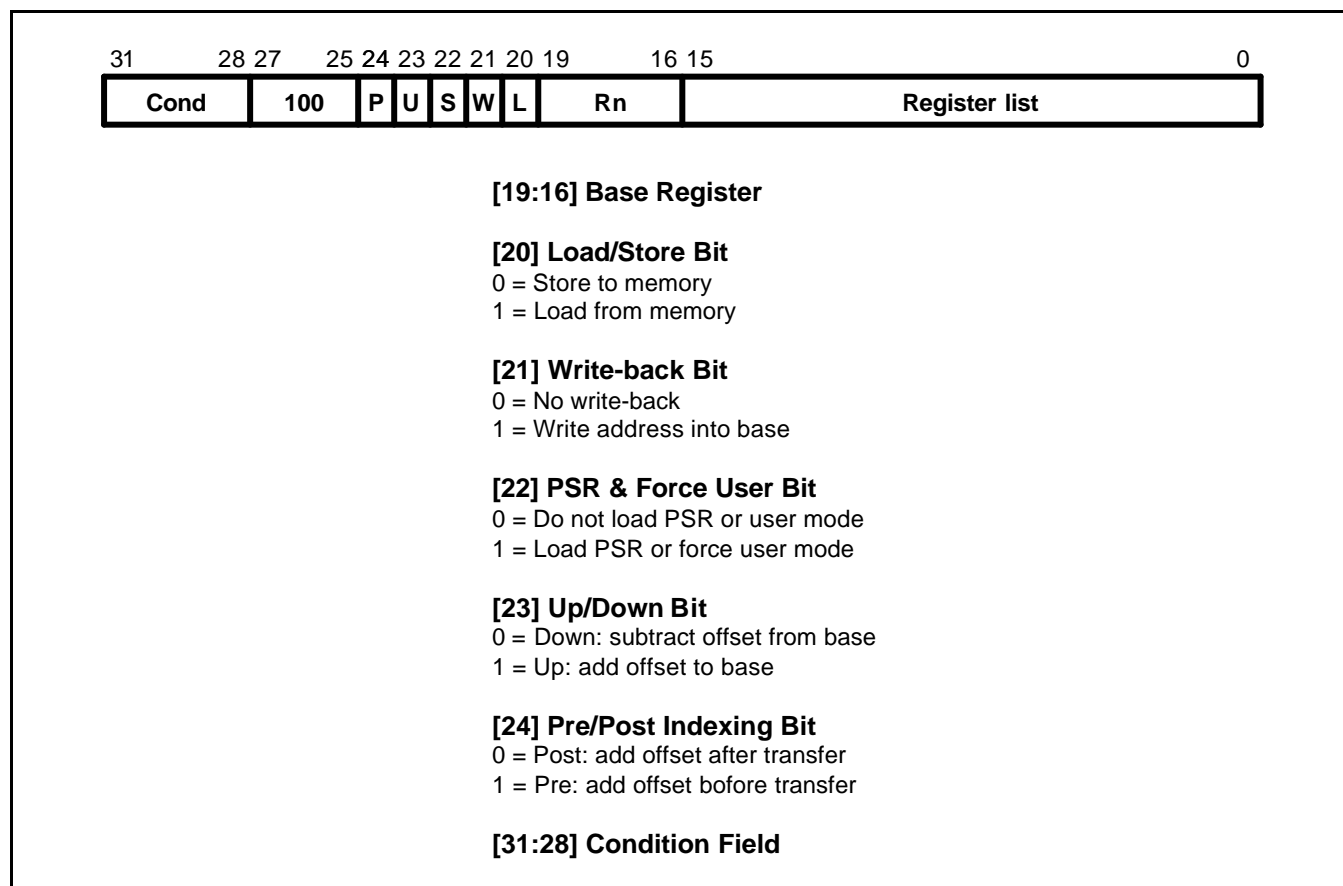 31 28 27 25 24 23 22 21 20 19 16 15 0
Cond 100 P U S W L Rn Register list
[19:16] Base Register
[20] Load/Store Bit
0 = Store to memory
1 = Load from memory
[21] Write-back Bit
0 = No write-back
1 = Write address into base
[22] PSR & Force User Bit
0 = Do not load PSR or user mode
1 = Load PSR or force user mode
[23] Up/Down Bit
0 = Down: subtract offset from base
1 = Up: add offset to base
[24] Pre/Post Indexing Bit
0 = Post: add offset after transfer
1 = Pre: add offset bofore transfer
[31:28] Condition Field